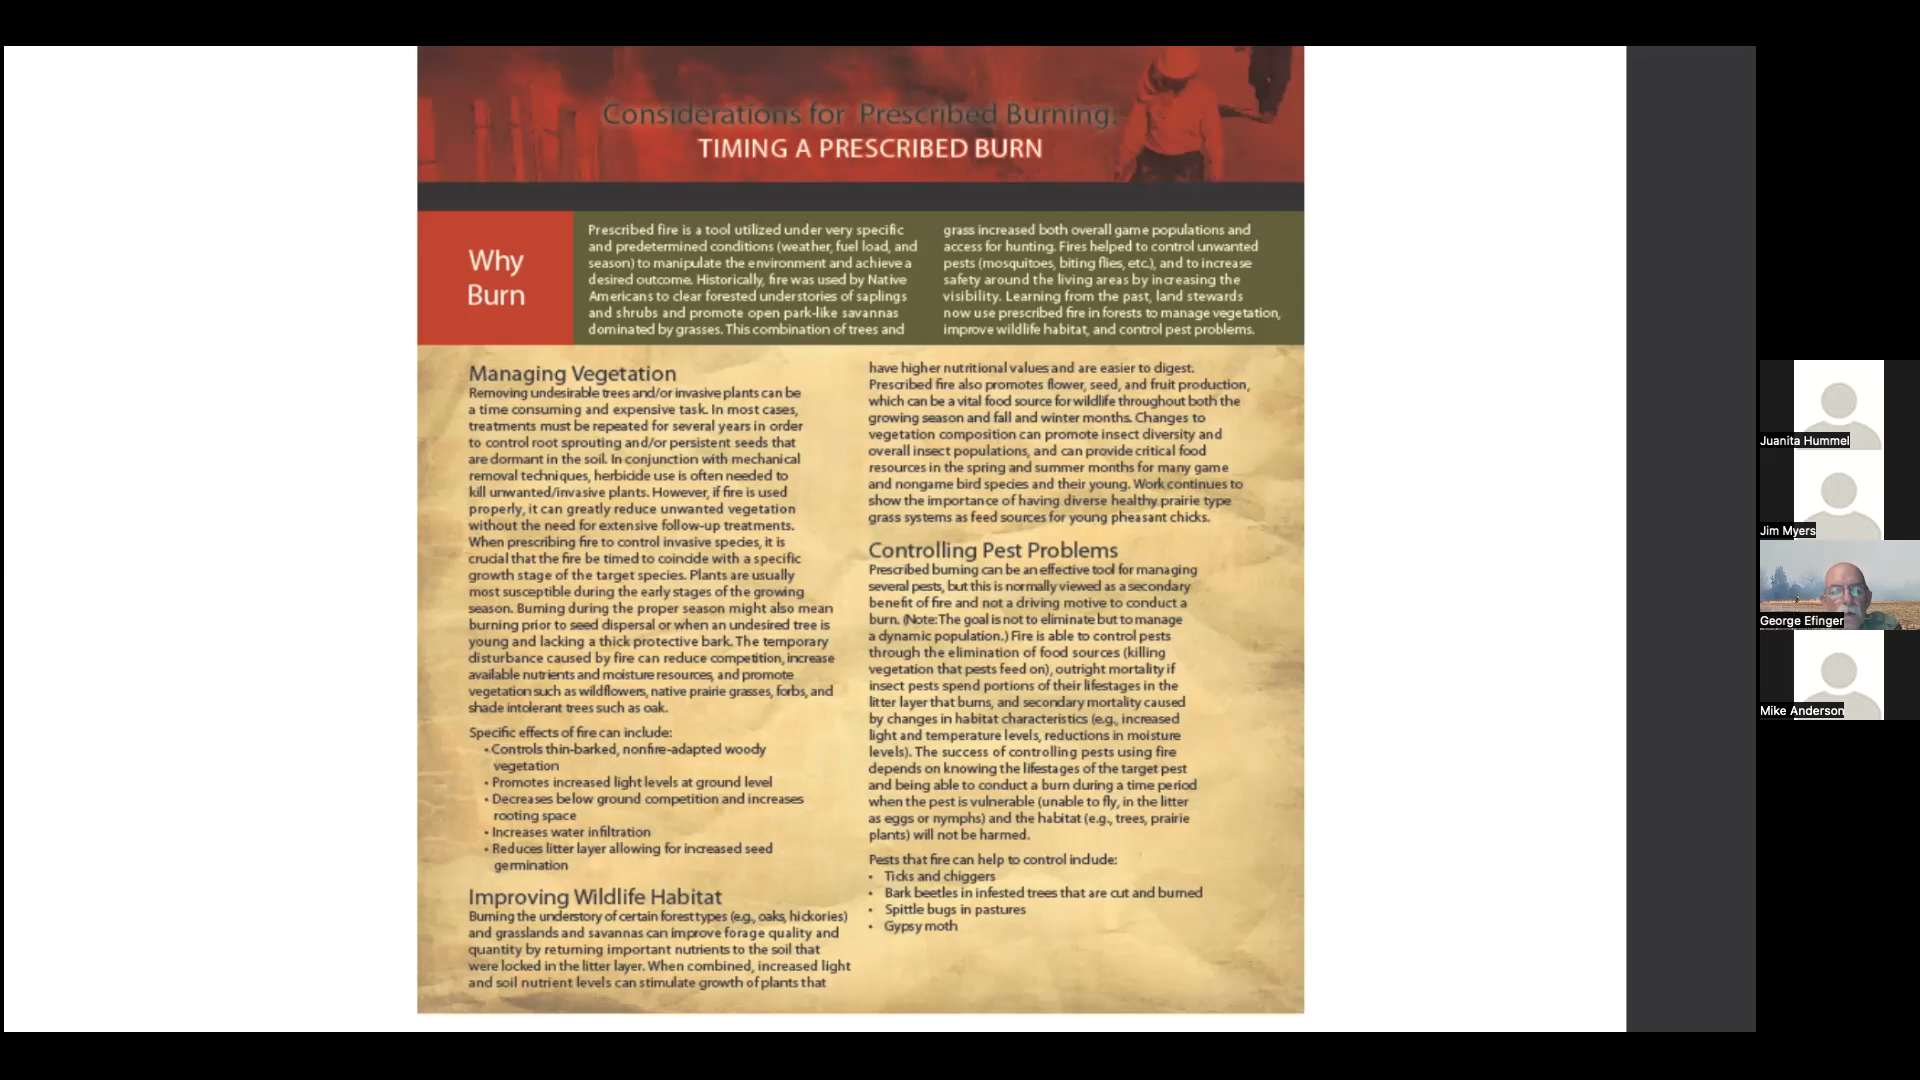 Considerations for Prescribed Burning:
TIMING A PRESCRIBED BURN
Why
Burn
Prescribed fire is a tool utilized under very specific
and predetermined conditions (weather, fuel load, and
season) to manipulate the environment and achieve a
desired outcome. Historically, fire was used by Native
Americans to clear forested understories of saplings
and shrubs and promote open park-like savannas
dominated by grasses. This combination of trees and
grass increased both overall game populations and
access for hunting. Fires helped to control unwanted
pests (mosquitoes, biting flies, etc.), and to increase
safety around the living areas by increasing the
visibility. Learning from the past, land stewards
now use prescribed fire in forests to manage vegetation,
improve wildlife habitat, and control pest problems.
Managing Vegetation
Removing undesirable trees and/or invasive plants can be
a time consuming and expensive task. In most cases,
treatments must be repeated for several years in order
to control root sprouting and/or persistent seeds that
are dormant in the soil. In conjunction with mechanical
removal techniques, herbicide use is often needed to
kill unwanted/invasive plants. However, if fire is used
properly, it can greatly reduce unwanted vegetation
without the need for extensive follow-up treatments.
When prescribing fire to control invasive species, it is
crucial that the fire be timed to coincide with a specific
growth stage of the target species. Plants are usually
most susceptible during the early stages of the growing
season. Burning during the proper season might also mean
burning prior to seed dispersal or when an undesired tree is
young and lacking a thick protective bark. The temporary
disturbance caused by fire can reduce competition, increase
available nutrients and moisture resources, and promote
vegetation such as wildflowers, native prairie grasses, forbs, and
shade intolerant trees such as oak.
Specific effects of fire can include:
• Controls thin-barked, nonfire-adapted woody
vegetation
• Promotes increased light levels at ground level
• Decreases below ground competition and increases
rooting space
• Increases water infiltration
• Reduces litter layer allowing for increased seed
germination
Improving Wildlife Habitat
Burning the understory of certain forest types (e.g., oaks, hickories)
and grasslands and savannas can improve forage quality and
quantity by returning important nutrients to the soil that
were locked in the litter layer. When combined, increased light
and soil nutrient levels can stimulate growth of plants that
have higher nutritional values and are easier to digest.
Prescribed fire also promotes flower, seed, and fruit production,
which can be a vital food source for wildlife throughout both the
growing season and fall and winter months. Changes to
vegetation composition can promote insect diversity and
overall insect populations, and can provide critical food
resources in the spring and summer months for many game
and nongame bird species and their young. Work continues to
show the importance of having diverse healthy prairie type
grass systems as feed sources for young pheasant chicks.
Controlling Pest Problems
Prescribed burning can be an effective tool for managing
several pests, but this is normally viewed as a secondary
benefit of fire and not a driving motive to conduct a
burn. (Note: The goal is not to eliminate but to manage
a dynamic population.) Fire is able to control pests
through the elimination of food sources (killing
vegetation that pests feed on), outright mortality if
insect pests spend portions of their lifestages in the
litter layer that burns, and secondary mortality caused
by changes in habitat characteristics (e.g., increased
light and temperature levels, reductions in moisture
levels). The success of controlling pests using fire
depends on knowing the lifestages of the target pest
and being able to conduct a burn during a time period
when the pest is vulnerable (unable to fly, in the litter
as eggs or nymphs) and the habitat (e.g., trees, prairie
plants) will not be harmed.
Pests that fire can help to control include:
• Ticks and chiggers
• Bark beetles in infested trees that are cut and burned
• Spittle bugs in pastures
• Gypsy moth
Juanita Hummel
Jim Myers
George Efinger
Mike Anderson